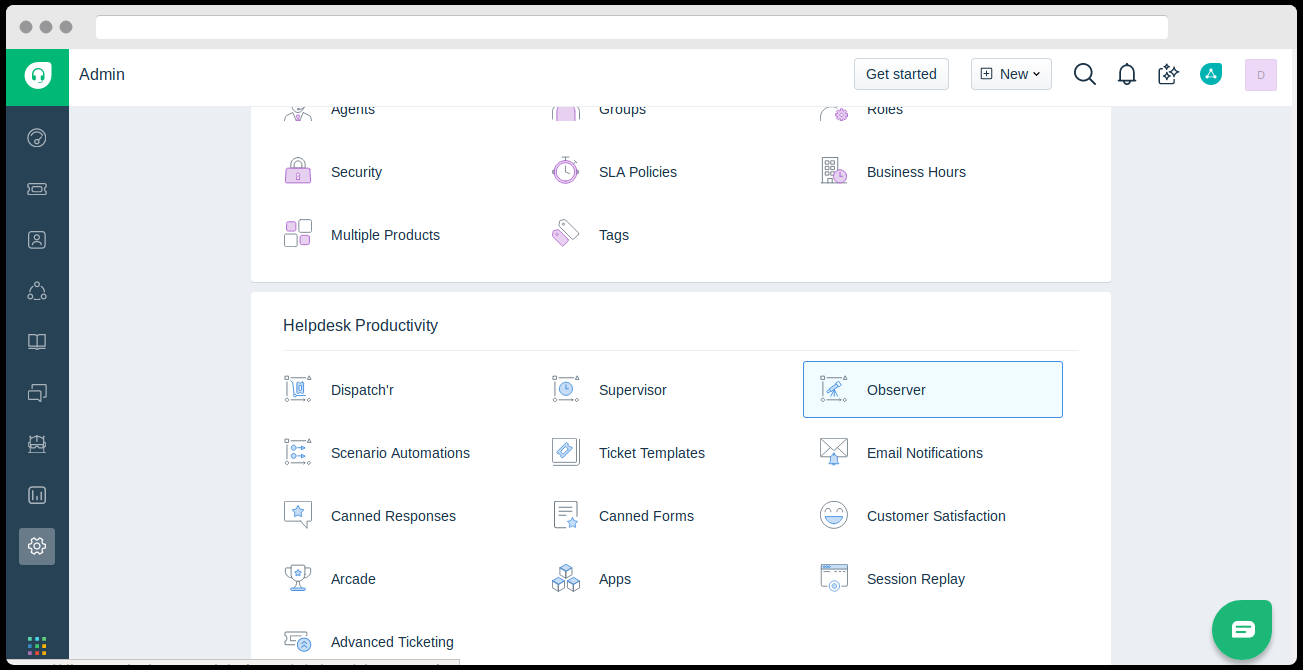 Admin
Get started
New
D
Agents
Groups
Roles
Security
SLA Policies
Business Hours
Multiple Products
Tags
Helpdesk Productivity
Dispatch'r
Supervisor
Observer
Scenario Automations
Ticket Templates
Email Notifications
Canned Responses
Canned Forms
Customer Satisfaction
Arcade
Apps
Session Replay
Advanced Ticketing